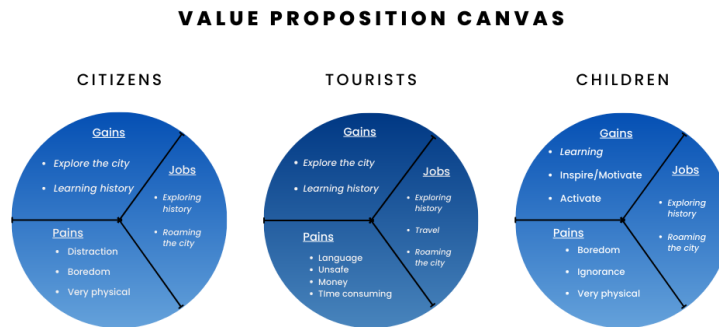 VALUE PROPOSITION CANVAS
CITIZENS
Gains
• Explore the city
• Learning history
Jobs
• Exploring
history
• Roaming
the city
Pains
• Distraction
• Boredom
• Very physical
TOURISTS
Gains
• Explore the city
• Learning history
Jobs
• Exploring
history
• Travel
• Roaming
the city
Pains
• Language
• Unsafe
• Money
• TIme consuming
CHILDREN
Gains
• Learning
• Inspire/Motivate
• Activate
Jobs
• Exploring
history
• Roaming
the city
Pains
• Boredom
• Ignorance
• Very physical